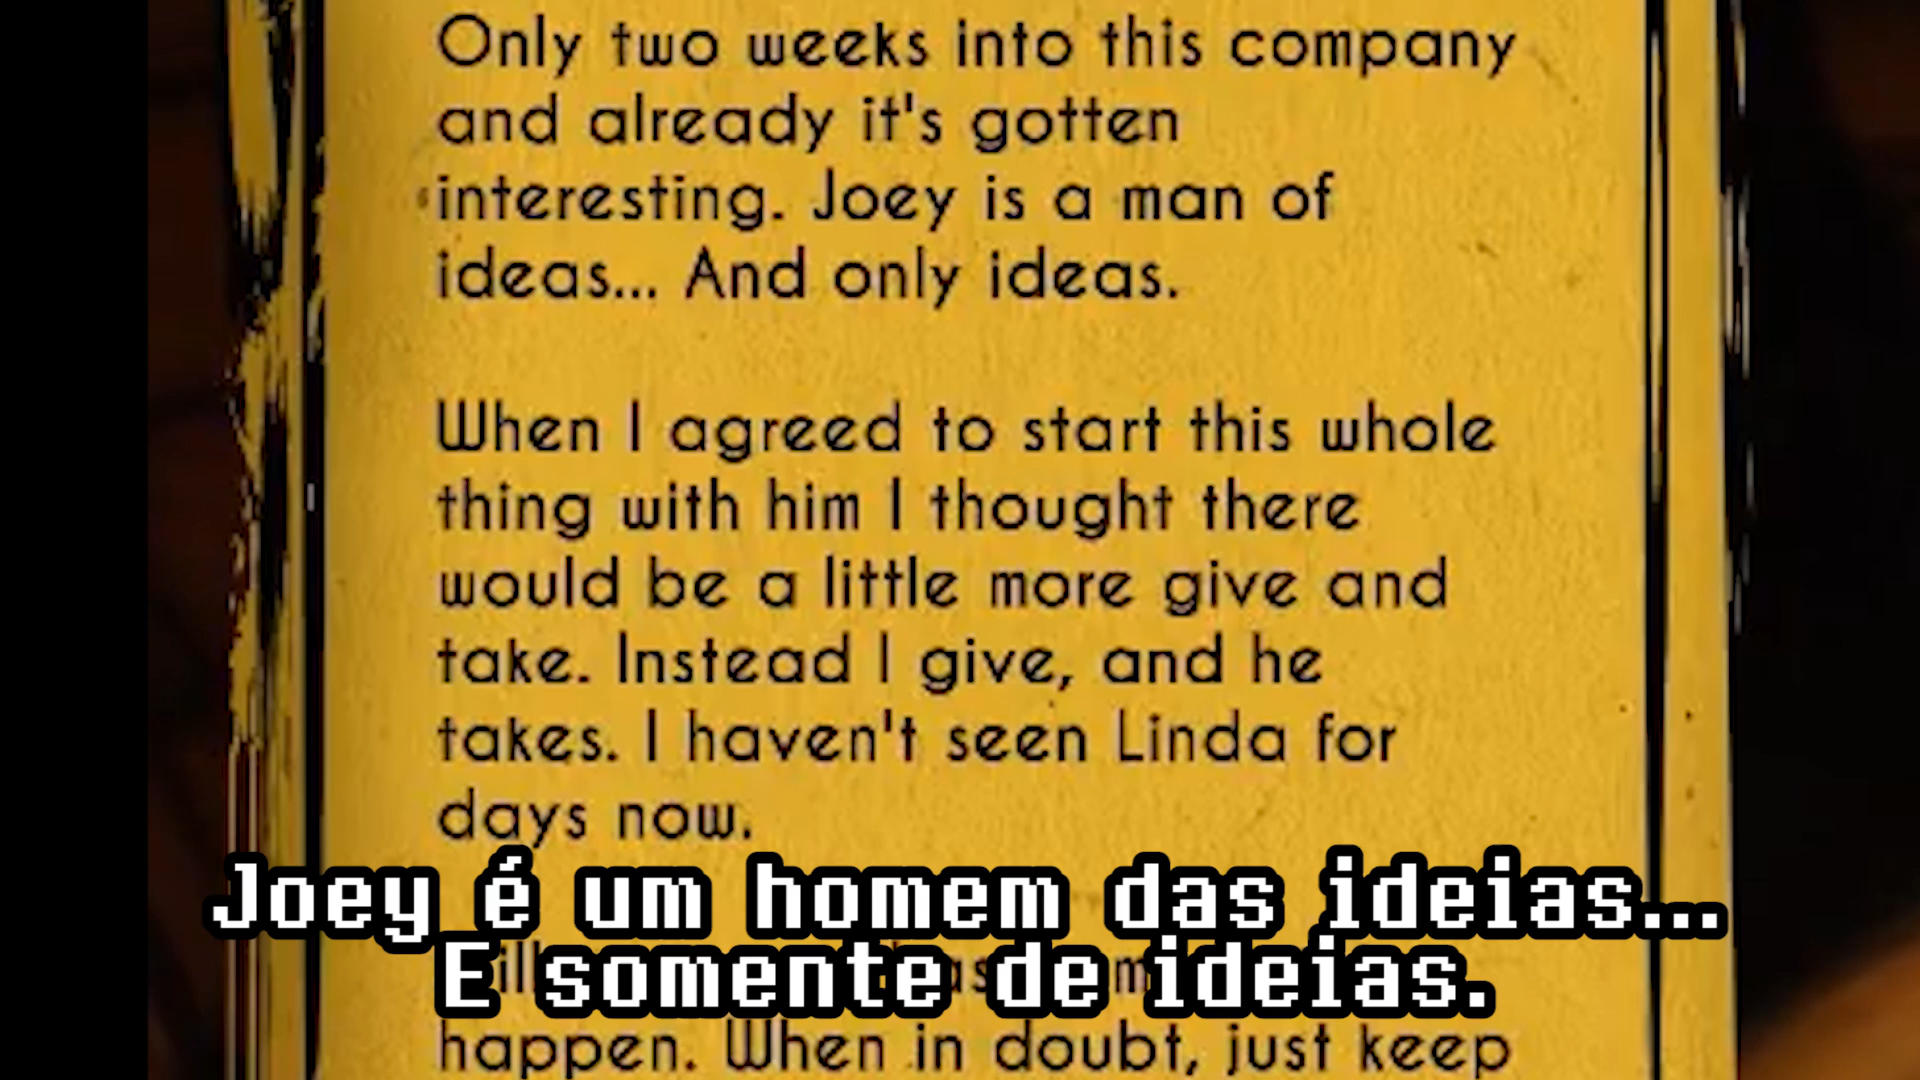 Only two weeks into this company
and already it's gotten
interesting. Joey is a man of
ideas... And only ideas.
When I agreed to start this whole
thing with him I thought there
would be a little more give and
take. Instead I give, and he
takes. I haven't seen Linda for
days now.
Joey é um homem das ideias...
E somente de ideias.
happen. When in doubt, just keep